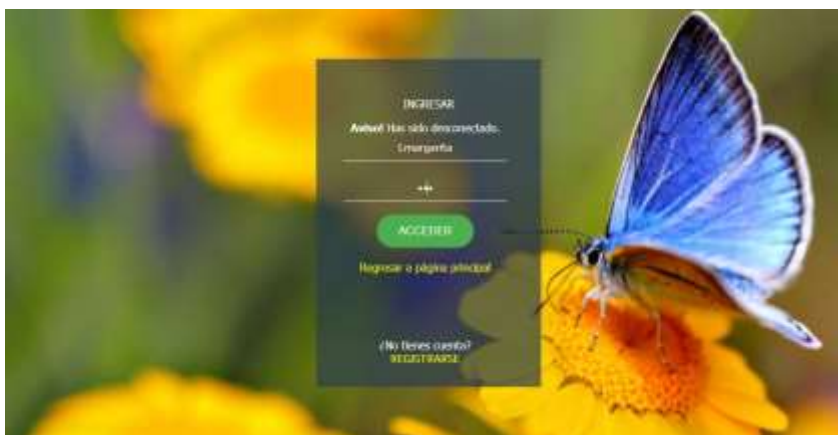 INGRESAR
Aviso! Has sido desconectado.
ACCEDER
Regresar a página principal
¿No tienes cuenta?
REGISTRARSE